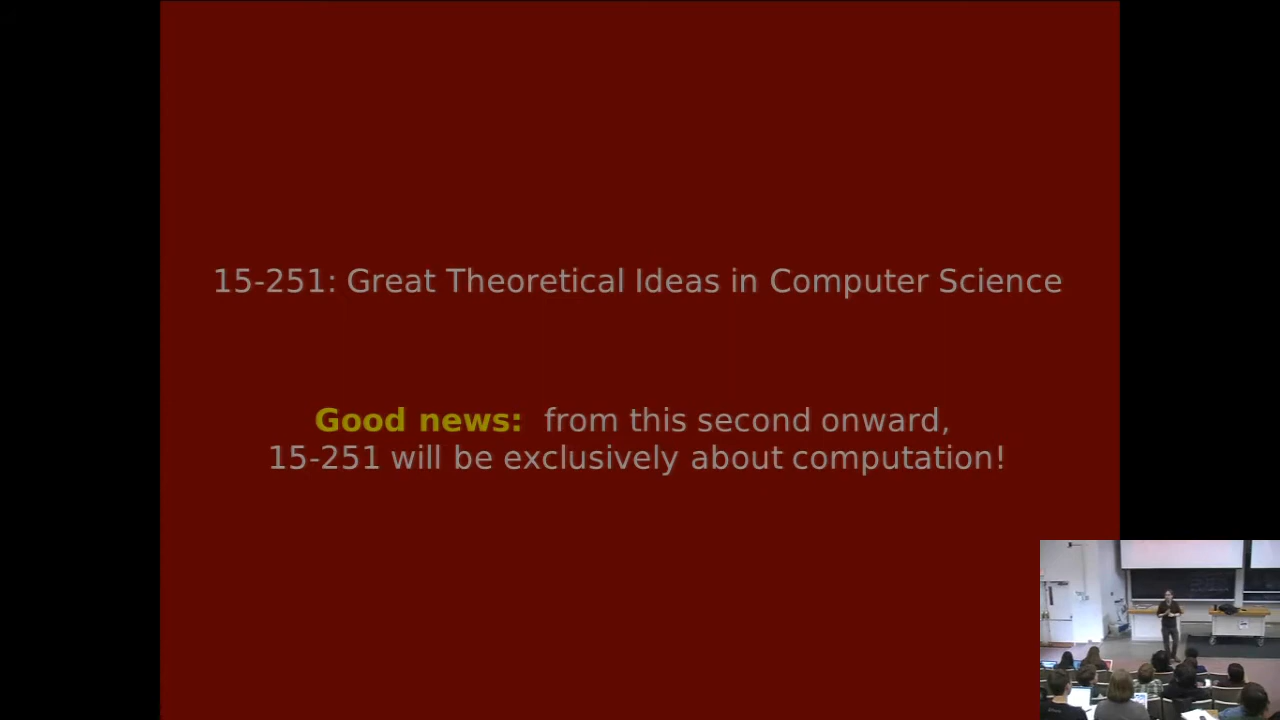 15-251: Great Theoretical Ideas in Computer Science
Good news: from this second onward,
15-251 will be exclusively about computation!